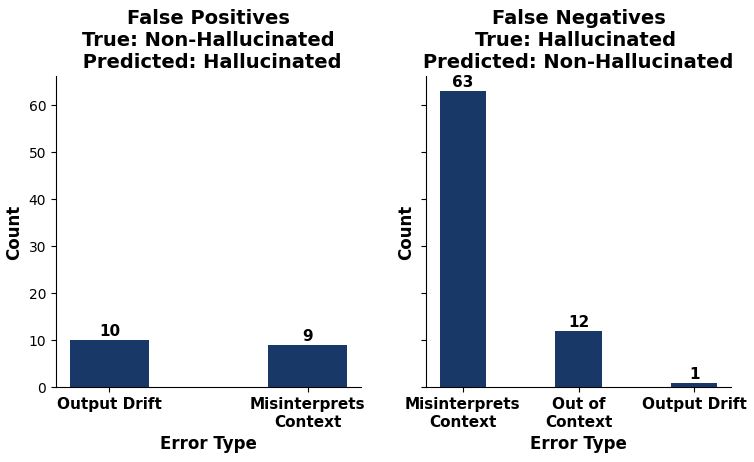 False Positives
True: Non-Hallucinated
Predicted: Hallucinated
Count
60
50
40
30
20
10
0
10
9
Output Drift
Misinterprets
Context
Error Type
False Negatives
True: Hallucinated
Predicted: Non-Hallucinated
Count
63
12
1
Misinterprets
Context
Out of
Context
Output Drift
Error Type